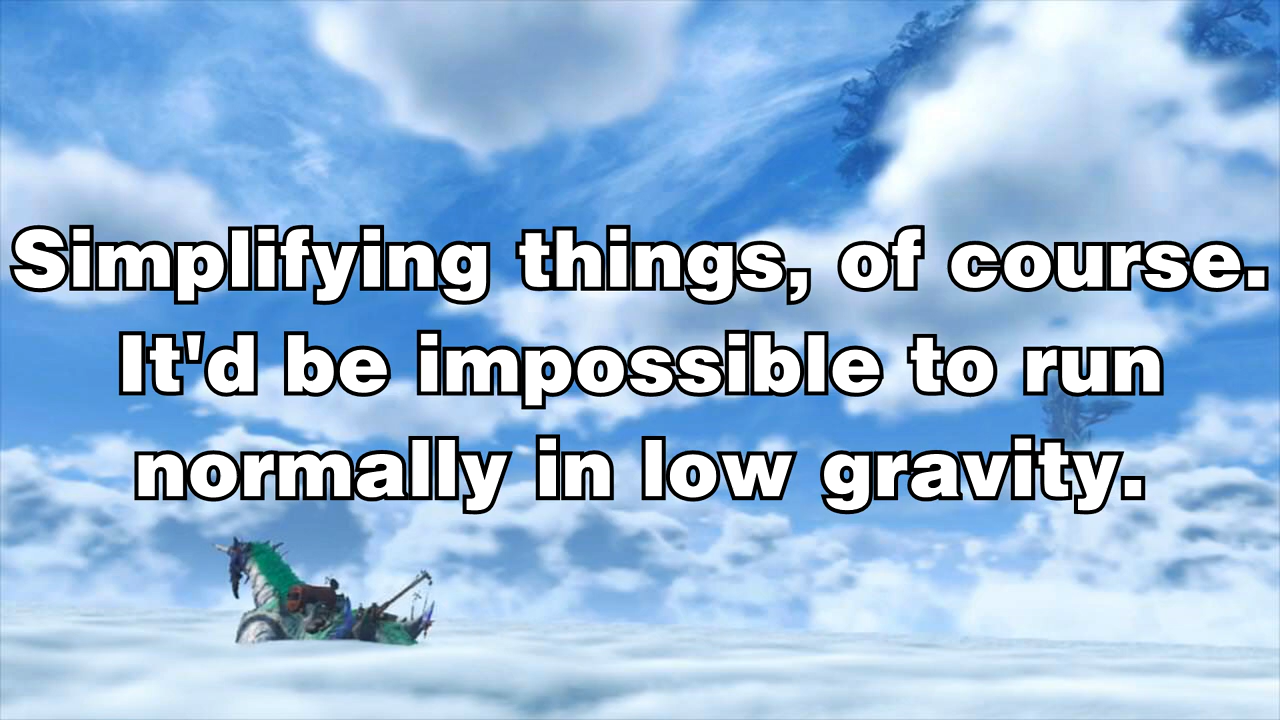 Simplifying things, of course.
It'd be impossible to run
normally in low gravity.